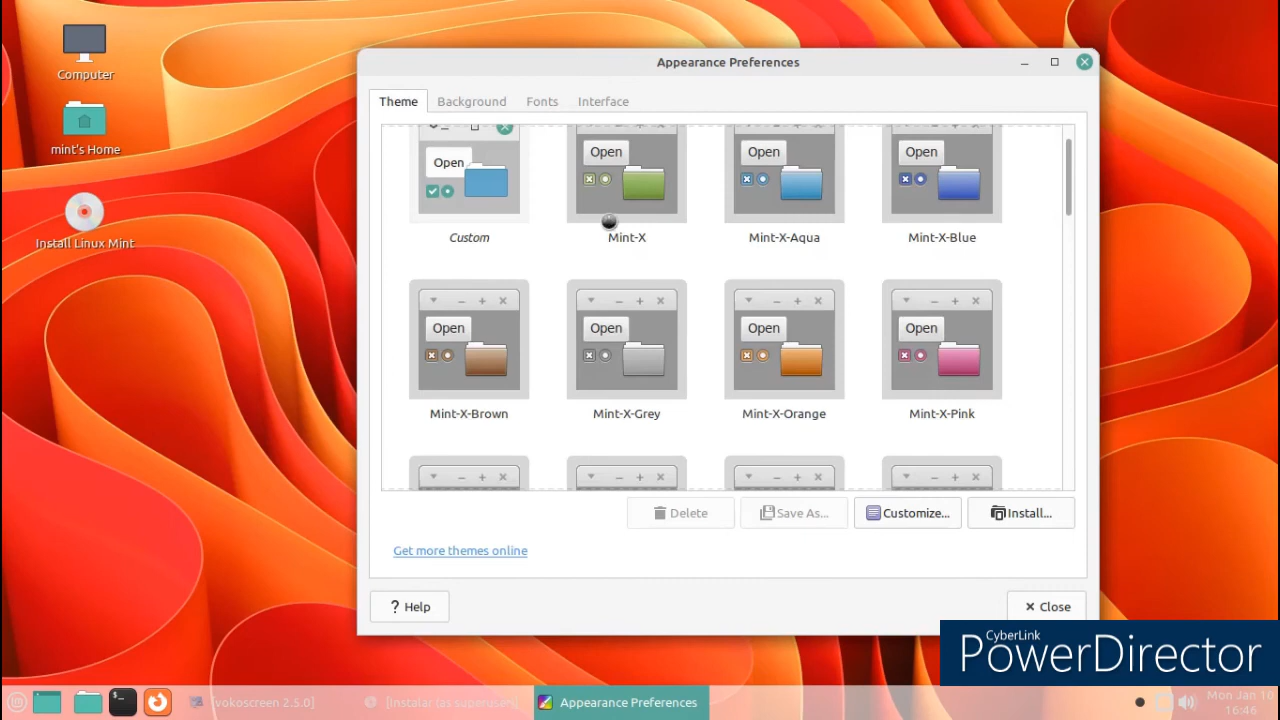 Computer
mint's Home
Install Linux Mint
Appearance Preferences
Theme Background Fonts Interface
Open Open Open Open
Custom Mint-X Mint-X-Aqua Mint-X-Blue
Open Open Open Open
Mint-X-Brown Mint-X-Grey Mint-X-Orange Mint-X-Pink
Delete Save As... Customize... Install...
Get more themes online
? Help
Close
CyberLink
PowerDirector
[vokoscreen 2.5.0] [Instalar (as superuser)] Appearance Preferences
Mon Jan 10
16:46